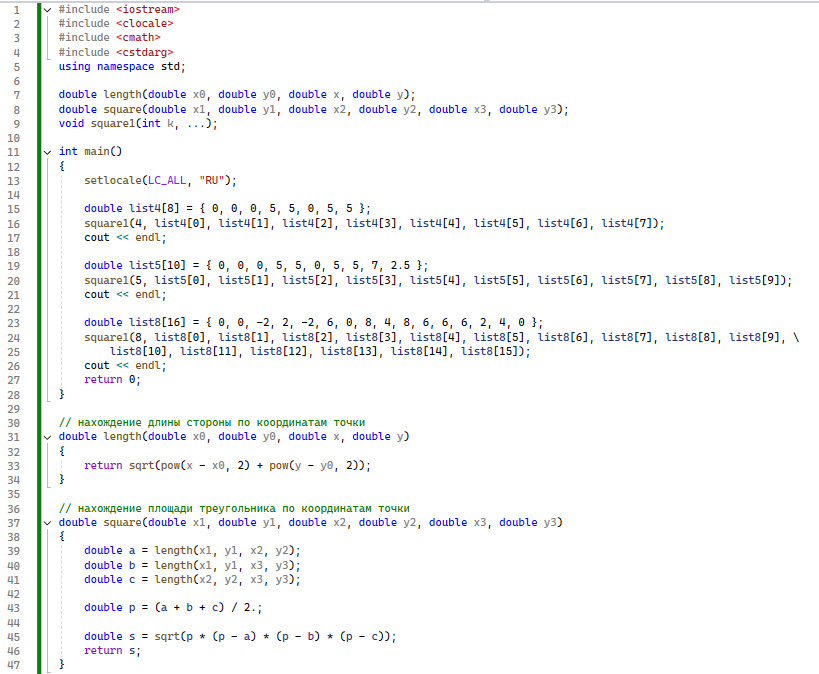 1 #include <iostream>
2 #include <clocale>
3 #include <cmath>
4 #include <cstdarg>
5 using namespace std;
6
7 double length(double x0, double y0, double x, double y);
8 double square(double x1, double y1, double x2, double y2, double x3, double y3);
9 void square1(int k, ...);
10
11 int main()
12 {
13 setlocale(LC_ALL, "RU");
14
15 double list4[8] = { 0, 0, 0, 5, 5, 0, 5, 5 };
16 square1(4, list4[0], list4[1], list4[2], list4[3], list4[4], list4[5], list4[6], list4[7]);
17 cout << endl;
18
19 double list5[10] = { 0, 0, 0, 5, 5, 0, 5, 5, 7, 2.5 };
20 square1(5, list5[0], list5[1], list5[2], list5[3], list5[4], list5[5], list5[6], list5[7], list5[8], list5[9]);
21 cout << endl;
22
23 double list8[16] = { 0, 0, -2, 2, -2, 6, 0, 8, 4, 8, 6, 6, 6, 2, 4, 0 };
24 square1(8, list8[0], list8[1], list8[2], list8[3], list8[4], list8[5], list8[6], list8[7], list8[8], list8[9], \
25 list8[10], list8[11], list8[12], list8[13], list8[14], list8[15]);
26 cout << endl;
27 return 0;
28 }
29
30 // нахождение длины стороны по координатам точки
31 double length(double x0, double y0, double x, double y)
32 {
33 return sqrt(pow(x - x0, 2) + pow(y - y0, 2));
34 }
35
36 // нахождение площади треугольника по координатам точки
37 double square(double x1, double y1, double x2, double y2, double x3, double y3)
38 {
39 double a = length(x1, y1, x2, y2);
40 double b = length(x1, y1, x3, y3);
41 double c = length(x2, y2, x3, y3);
42
43 double p = (a + b + c) / 2.;
44
45 double s = sqrt(p * (p - a) * (p - b) * (p - c));
46 return s;
47 }